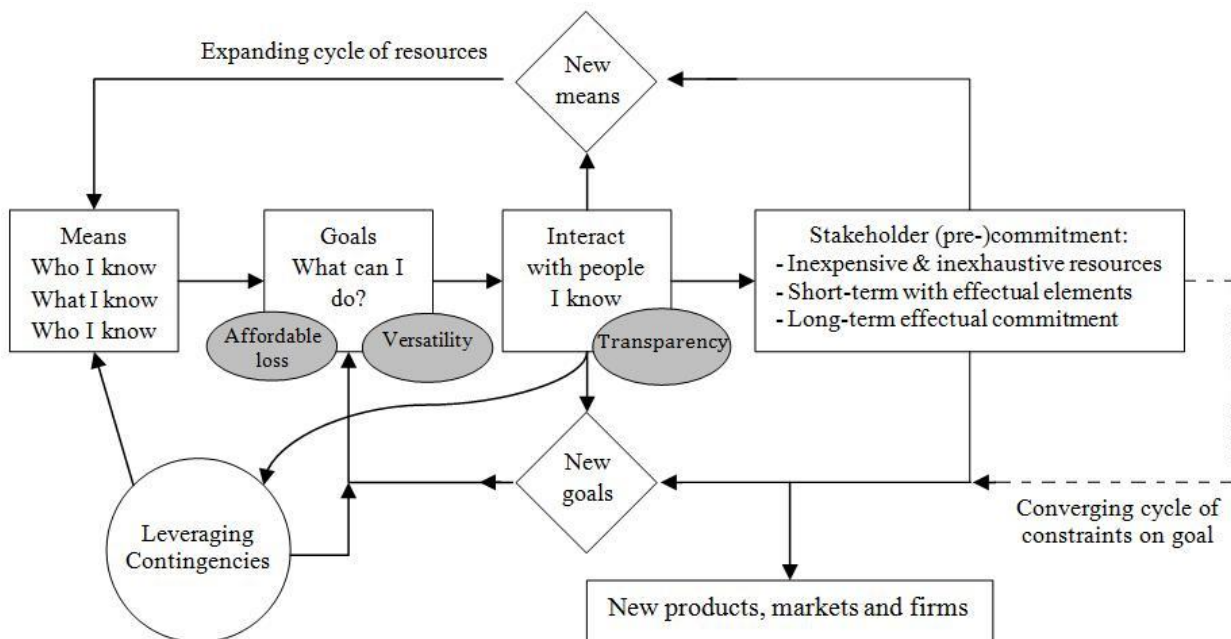 Expanding cycle of resources
New
means
Means
Who I know
What I know
Who I know
Goals
What can I
do?
Affordable
loss
Versatility
Interact
with people
I know
Transparency
Stakeholder (pre-)commitment:
- Inexpensive & inexhaustive resources
- Short-term with effectual elements
- Long-term effectual commitment
New
goals
Leveraging
Contingencies
Converging cycle of
constraints on goal
New products, markets and firms